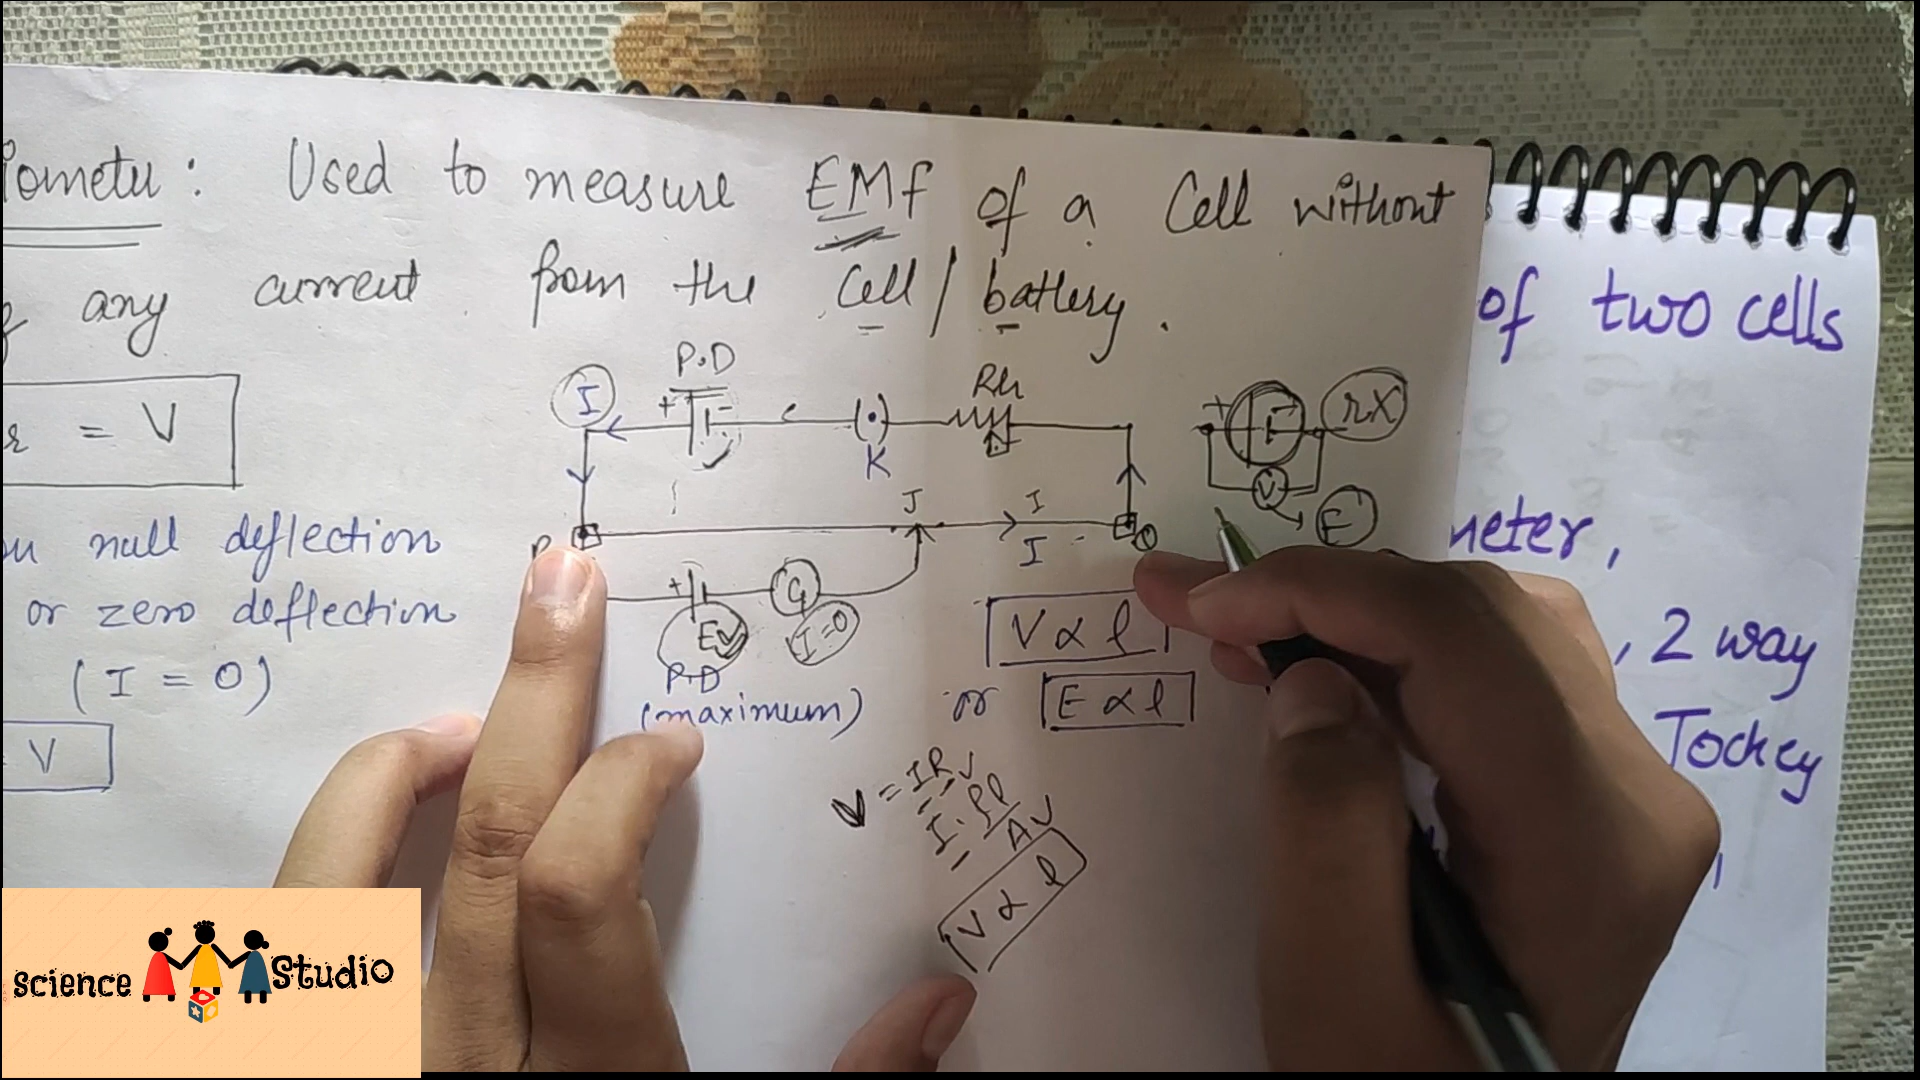 iometer : Used to measure EMF of a Cell without
any current from the Cell / battery .
r = V
null deflection
or zero deflection
( I = 0 )
V
P.D
I
+ -
K
Rh
J
I
I
P
Q
+
G
E
I = 0
P.D
(maximum)
V ∝ l
or E ∝ l
V = IR
I . ρl
A
V ∝ l
+ -
rX
V
E
of two cells
meter ,
, 2 way
Jockey
Science Studio